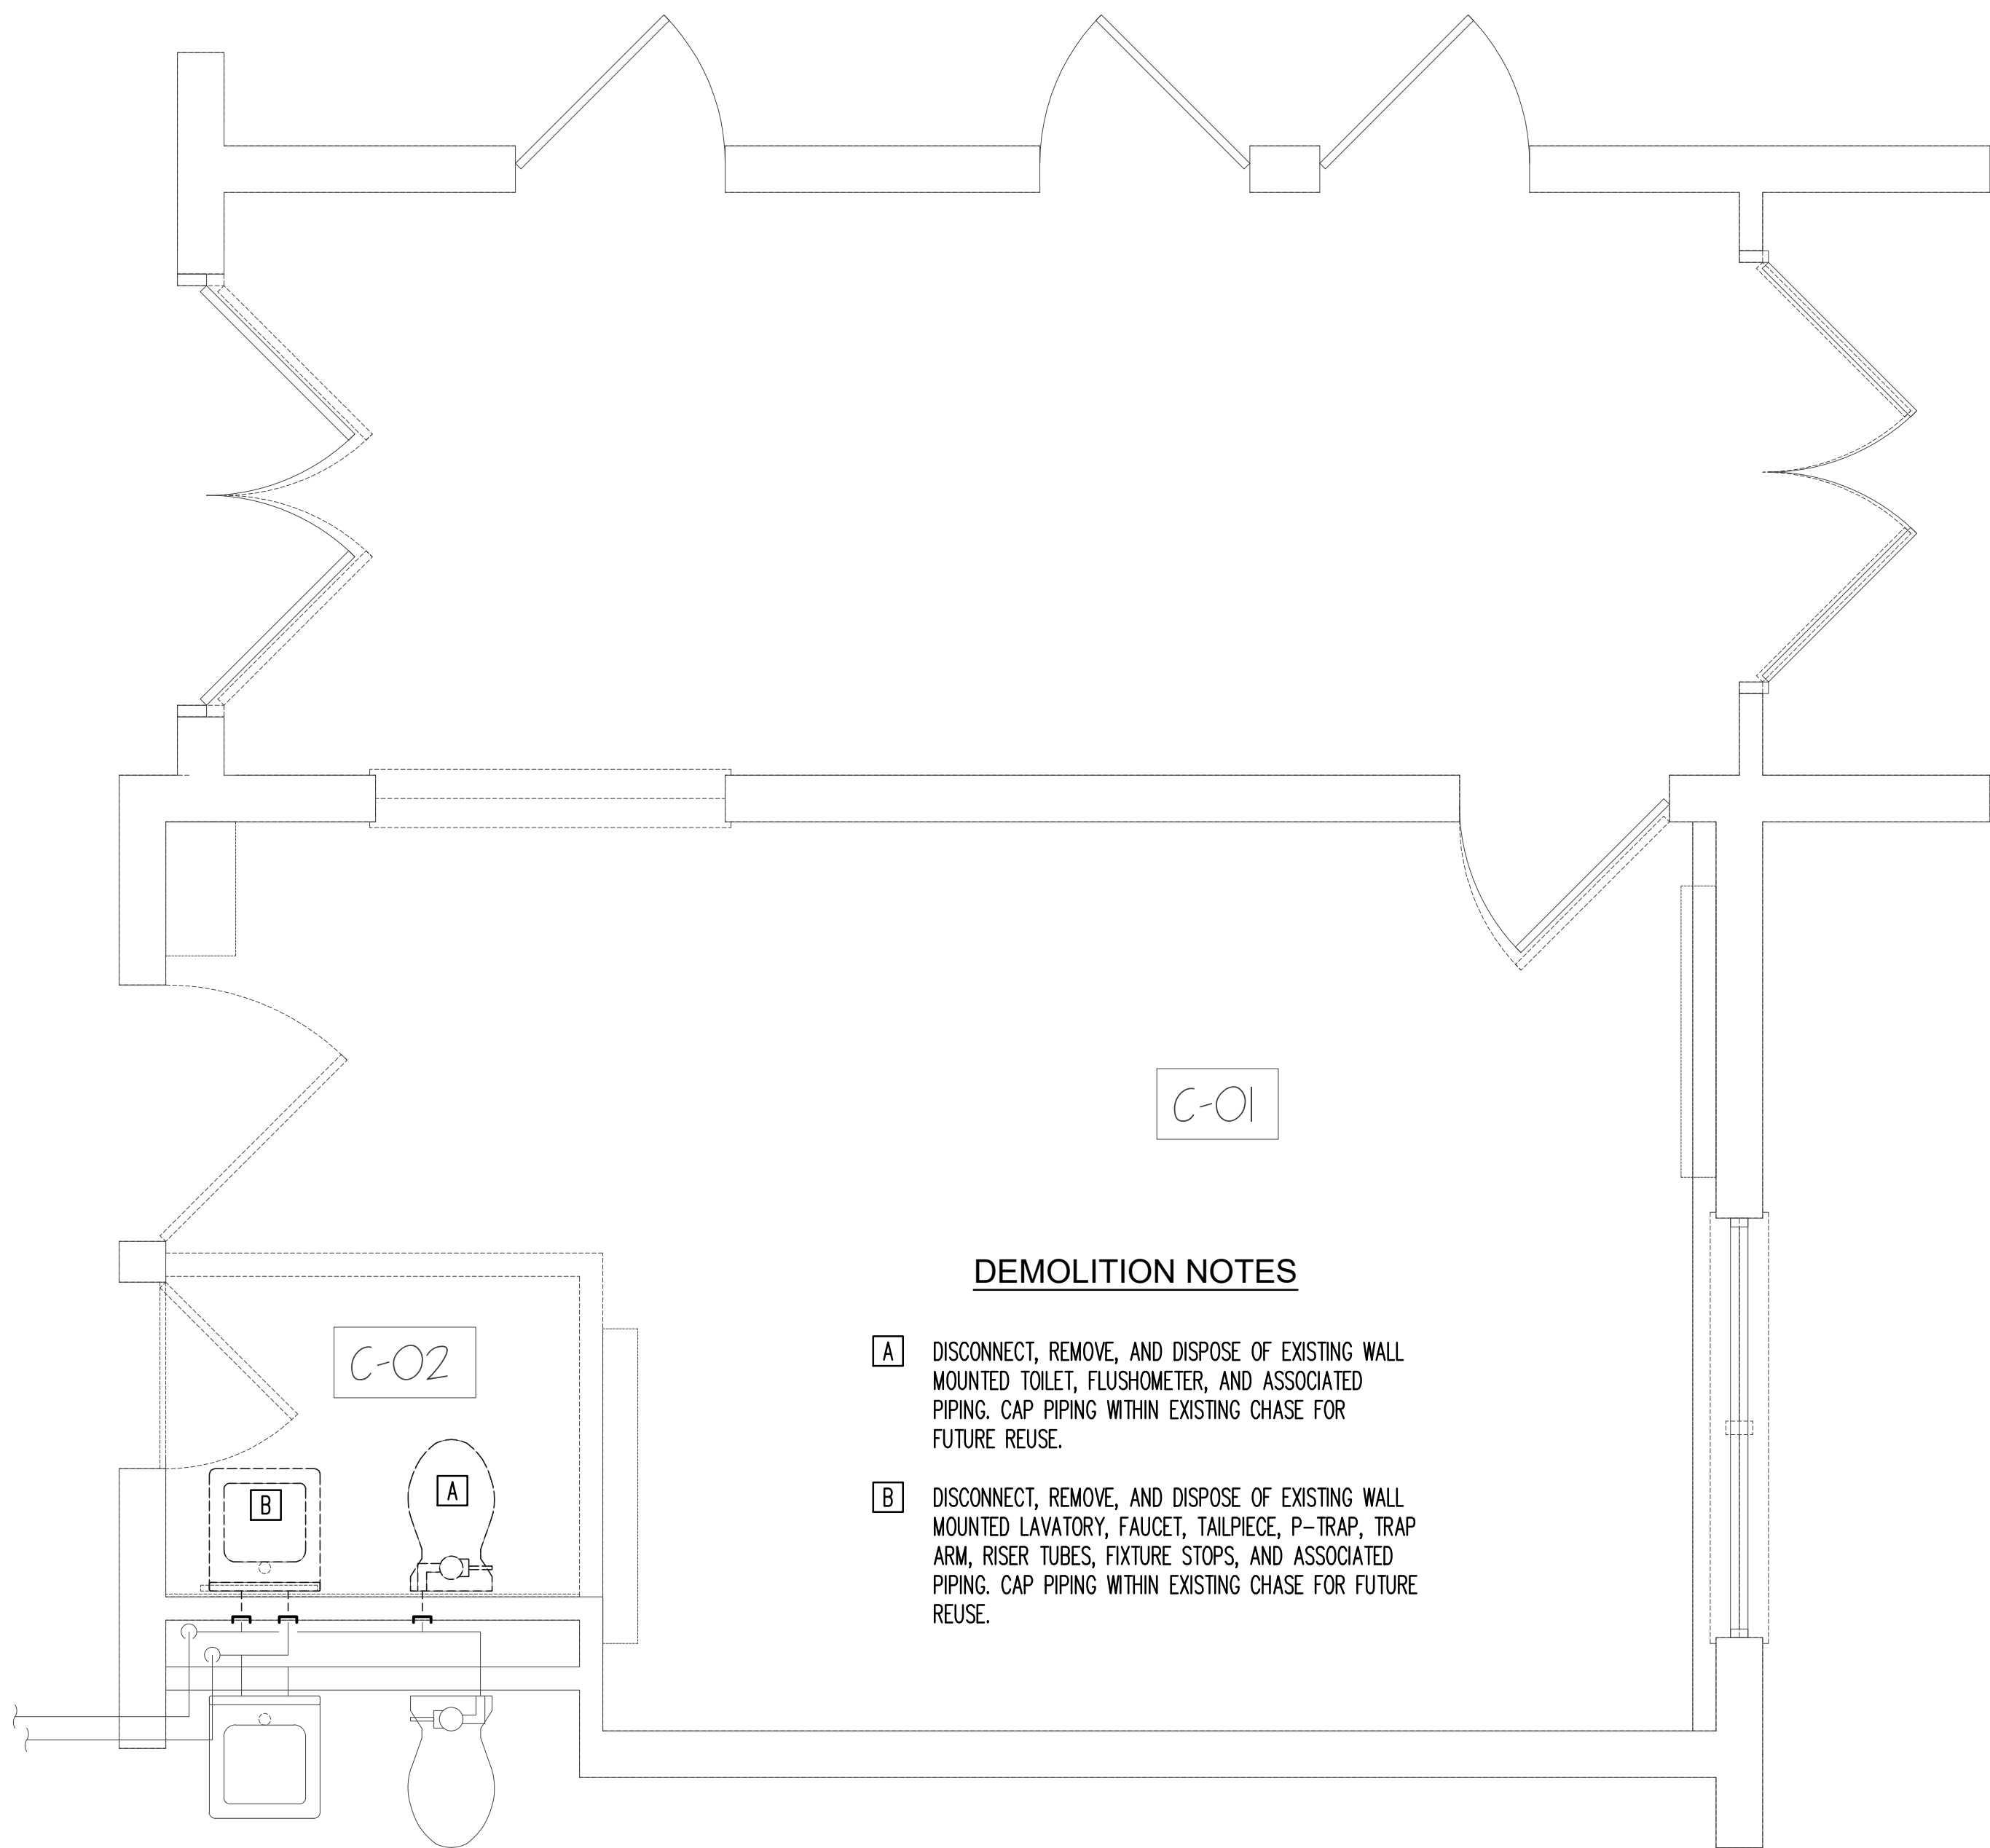 C-01
DEMOLITION NOTES
A DISCONNECT, REMOVE, AND DISPOSE OF EXISTING WALL
MOUNTED TOILET, FLUSHOMETER, AND ASSOCIATED
PIPING. CAP PIPING WITHIN EXISTING CHASE FOR
FUTURE REUSE.
B DISCONNECT, REMOVE, AND DISPOSE OF EXISTING WALL
MOUNTED LAVATORY, FAUCET, TAILPIECE, P-TRAP, TRAP
ARM, RISER TUBES, FIXTURE STOPS, AND ASSOCIATED
PIPING. CAP PIPING WITHIN EXISTING CHASE FOR FUTURE
REUSE.
C-02
B
A